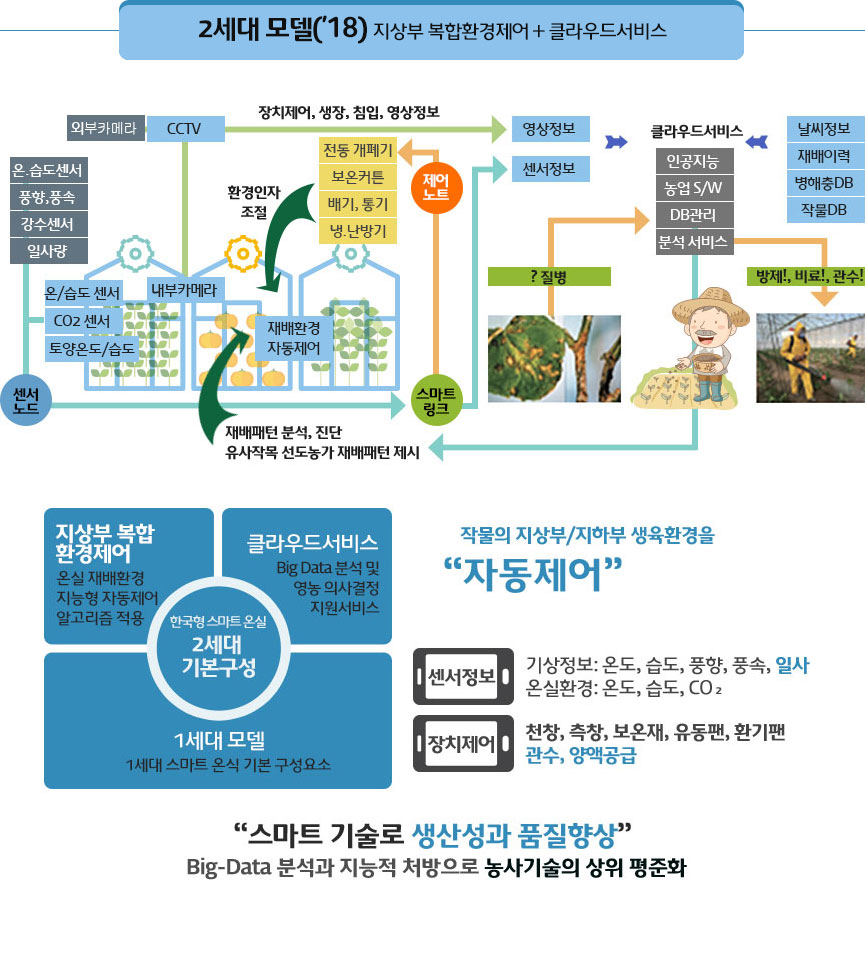 2세대 모델('18) 지상부 복합환경제어 + 클라우드서비스
외부카메라
CCTV
장치제어, 생장, 침입, 영상정보
영상정보
센서정보
클라우드서비스
인공지능
농업 S/W
DB관리
분석 서비스
날씨정보
재배이력
병해충DB
작물DB
온.습도센서
풍향,풍속
강수센서
일사량
환경인자
조절
전동 개폐기
보온커튼
배기, 통기
냉.난방기
제어
노트
온/습도 센서
CO2 센서
토양온도/습도
내부카메라
재배환경
자동제어
? 질병
방제!, 비료!, 관수!
센서
노드
스마트
링크
재배패턴 분석, 진단
유사작목 선도농가 재배패턴 제시
지상부 복합
환경제어
온실 재배환경
지능형 자동제어
알고리즘 적용
클라우드서비스
Big Data 분석 및
영농 의사결정
지원서비스
한국형 스마트 온실
2세대
기본구성
1세대 모델
1세대 스마트 온식 기본 구성요소
작물의 지상부/지하부 생육환경을
“자동제어”
센서정보
기상정보: 온도, 습도, 풍향, 풍속, 일사
온실환경: 온도, 습도, CO₂
장치제어
천창, 측창, 보온재, 유동팬, 환기팬
관수, 양액공급
“스마트 기술로 생산성과 품질향상”
Big-Data 분석과 지능적 처방으로 농사기술의 상위 평준화